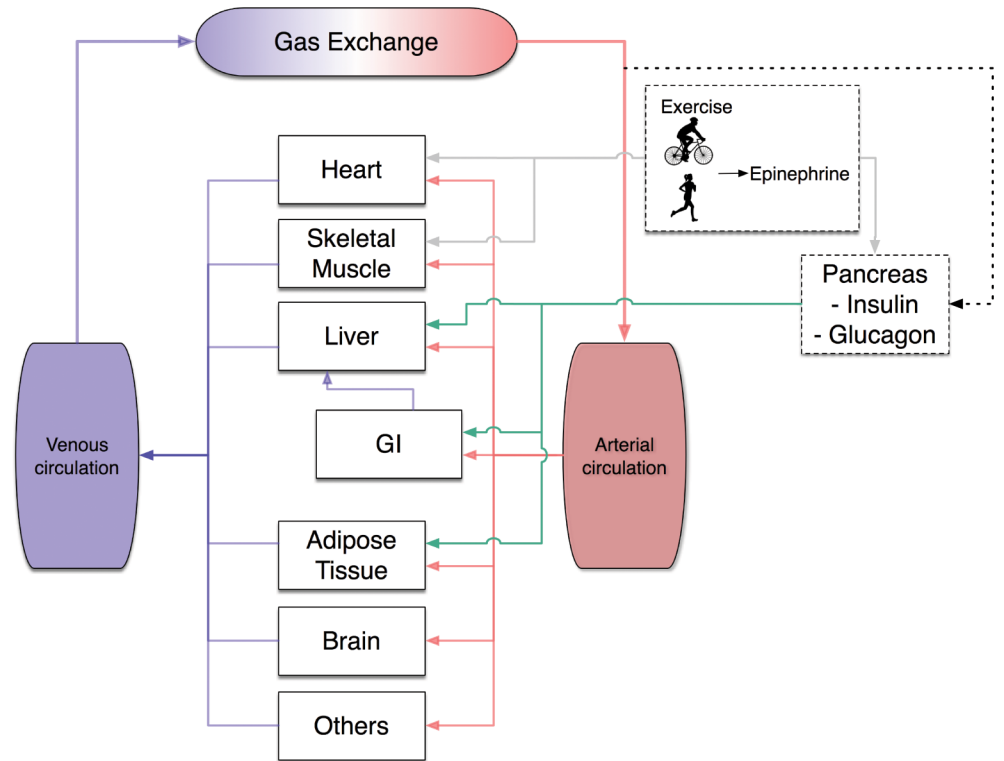 Gas Exchange
Exercise
Epinephrine
Heart
Skeletal
Muscle
Pancreas
- Insulin
- Glucagon
Liver
GI
Venous
circulation
Arterial
circulation
Adipose
Tissue
Brain
Others